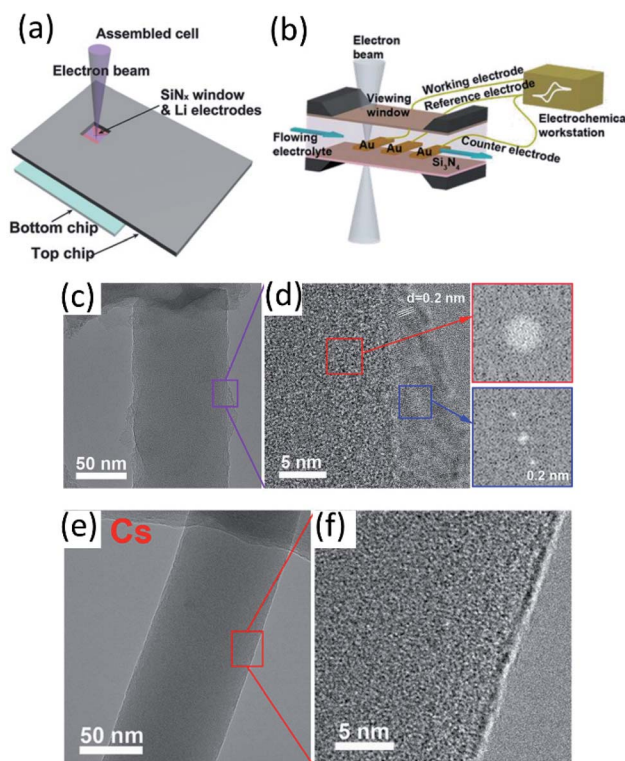 (a)
Assembled cell
Electron beam
SiNx window
& Li electrodes
Bottom chip
Top chip
(b)
Electron
beam
Working electrode
Viewing
window
Reference electrode
Electrochemical
workstation
Flowing
electrolyte
Au
Au
Au
Counter electrode
Si3N4
(c)
50 nm
(d)
d=0.2 nm
5 nm
0.2 nm
(e)
Cs
50 nm
(f)
5 nm